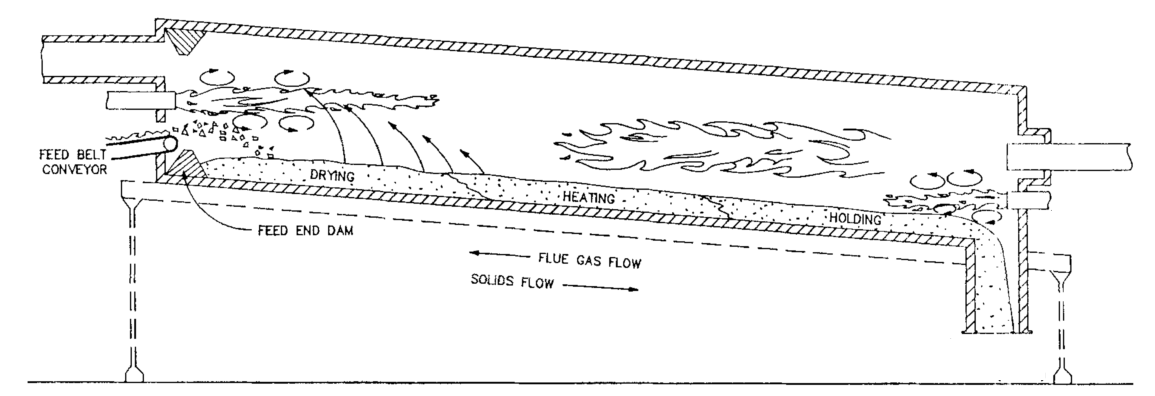 FEED BELT
CONVEYOR
DRYING
HEATING
HOLDING
FEED END DAM
FLUE GAS FLOW
SOLIDS FLOW